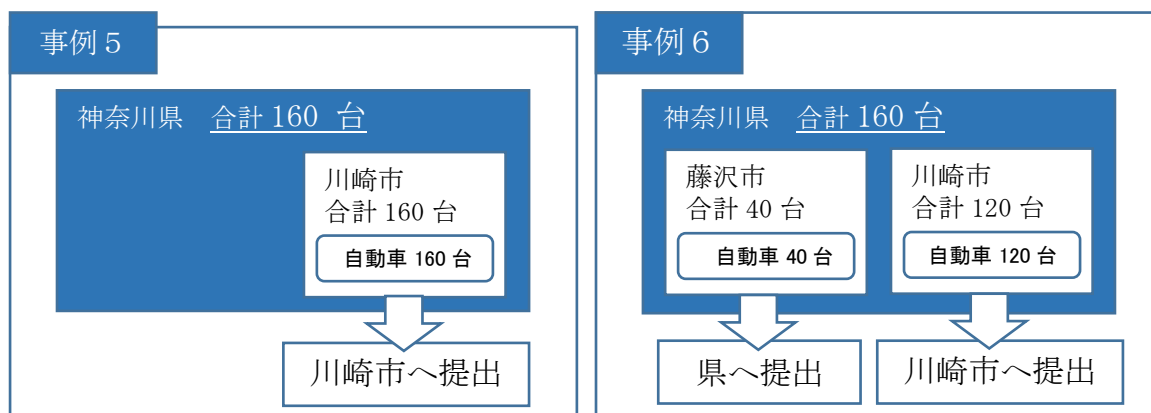 事例５
神奈川県　合計 160 台
川崎市
合計 160 台
自動車 160 台
川崎市へ提出
事例６
神奈川県　合計 160 台
藤沢市
合計 40 台
自動車 40 台
県へ提出
川崎市
合計 120 台
自動車 120 台
川崎市へ提出